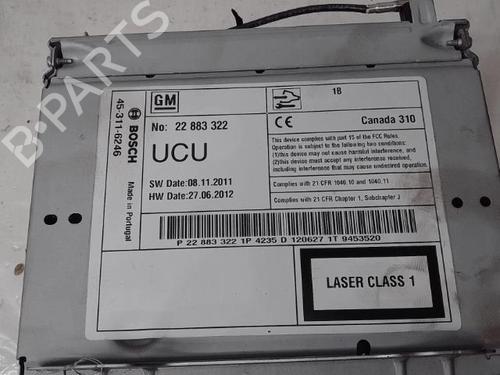 B-PARTS
45-311-6246
BOSCH
Made in Portugal
GM
No: 22 883 322
UCU
SW Date:08.11.2011
HW Date:27.06.2012
1B
CE
Canada 310
This device complies with part 15 of the FCC Rules
Operation is subject to the following two conditions:
(1) this device may not cause harmful interference, and
(2) this device must accept any interference received,
including interference that may cause undesired operation
Complies with 21 CFR 1040.10 and 1040.11
Complies with 21 CFR Chapter 1, Subchapter J
P 22 883 322 1P 4235 D 120627 1T 9453520
LASER CLASS 1